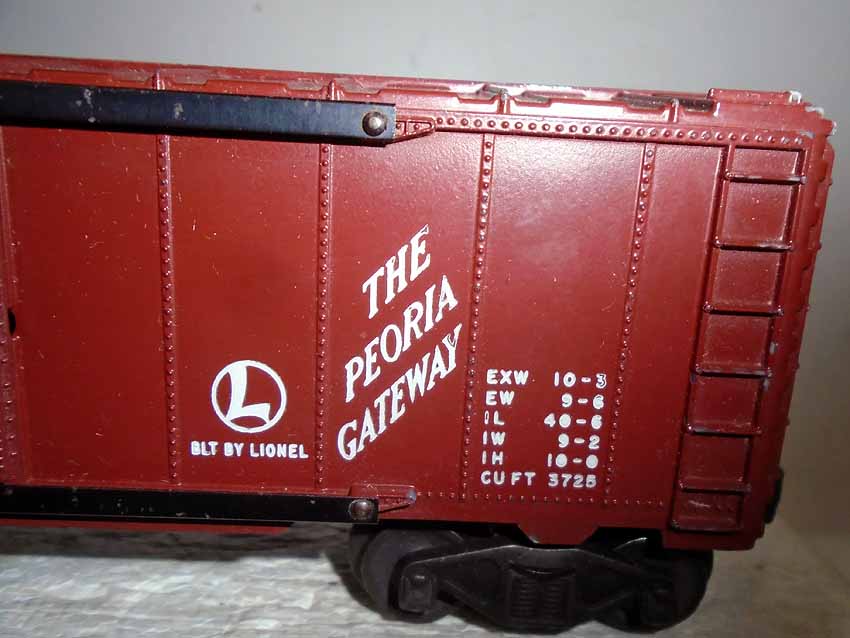 THE
PEORIA
GATEWAY
L
BLT BY LIONEL
EXW 10-3
EW 9-6
IL 40-6
IW 9-2
IH 10-0
CU FT 3725